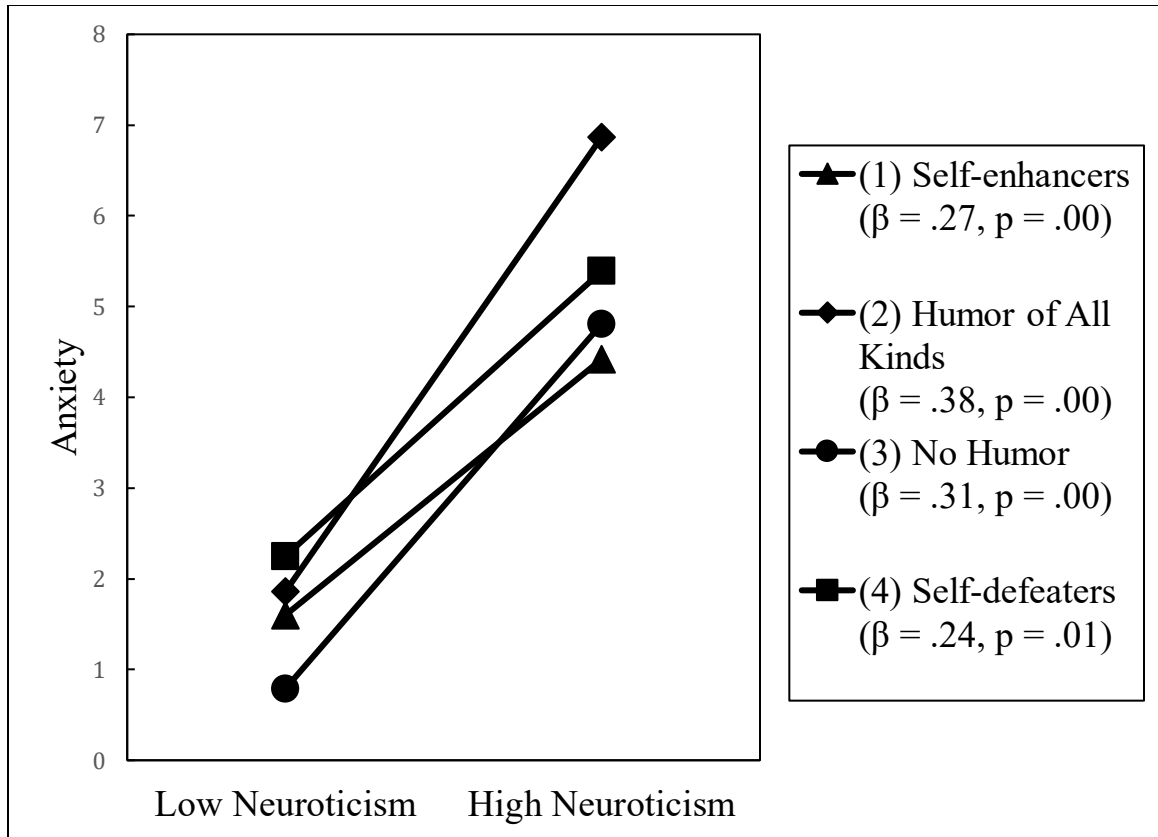 8
7
6
5
4
3
2
1
0
Anxiety
Low Neuroticism
High Neuroticism
(1) Self-enhancers
(β = .27, p = .00)
(2) Humor of All
Kinds
(β = .38, p = .00)
(3) No Humor
(β = .31, p = .00)
(4) Self-defeaters
(β = .24, p = .01)